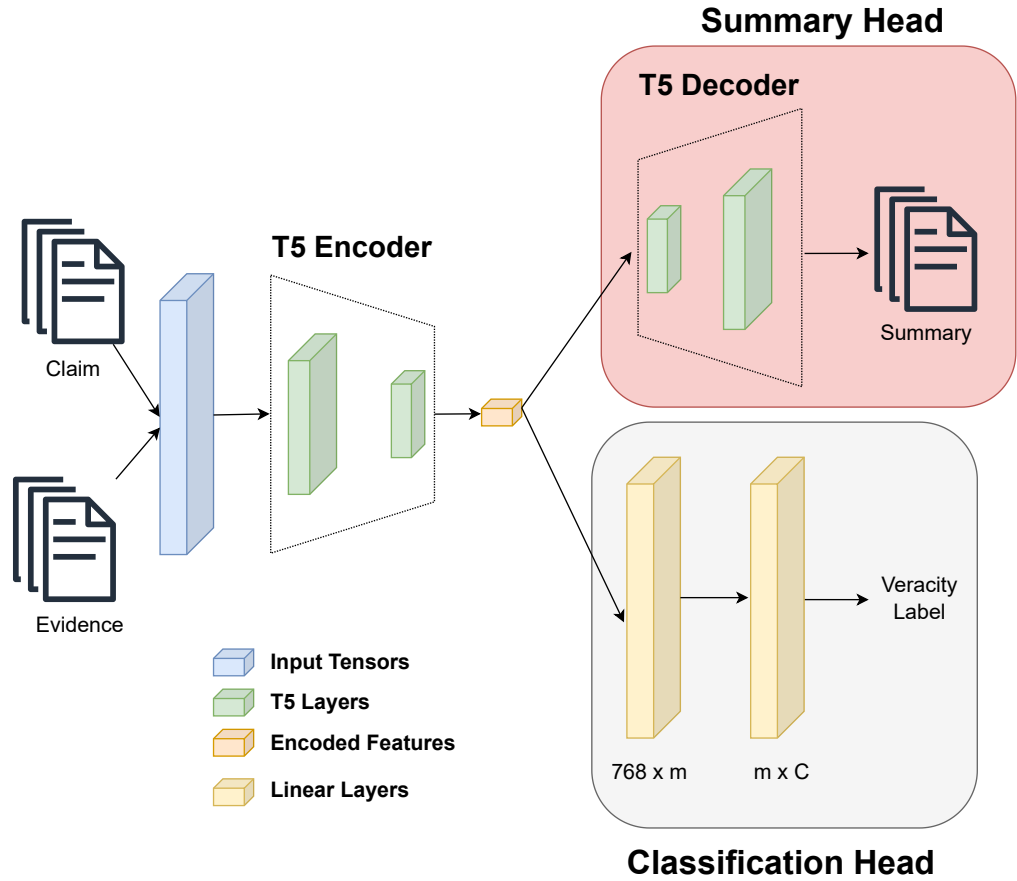 Summary Head
T5 Decoder
Summary
T5 Encoder
Claim
Evidence
Veracity
Label
768 x m
m x C
Input Tensors
T5 Layers
Encoded Features
Linear Layers
Classification Head